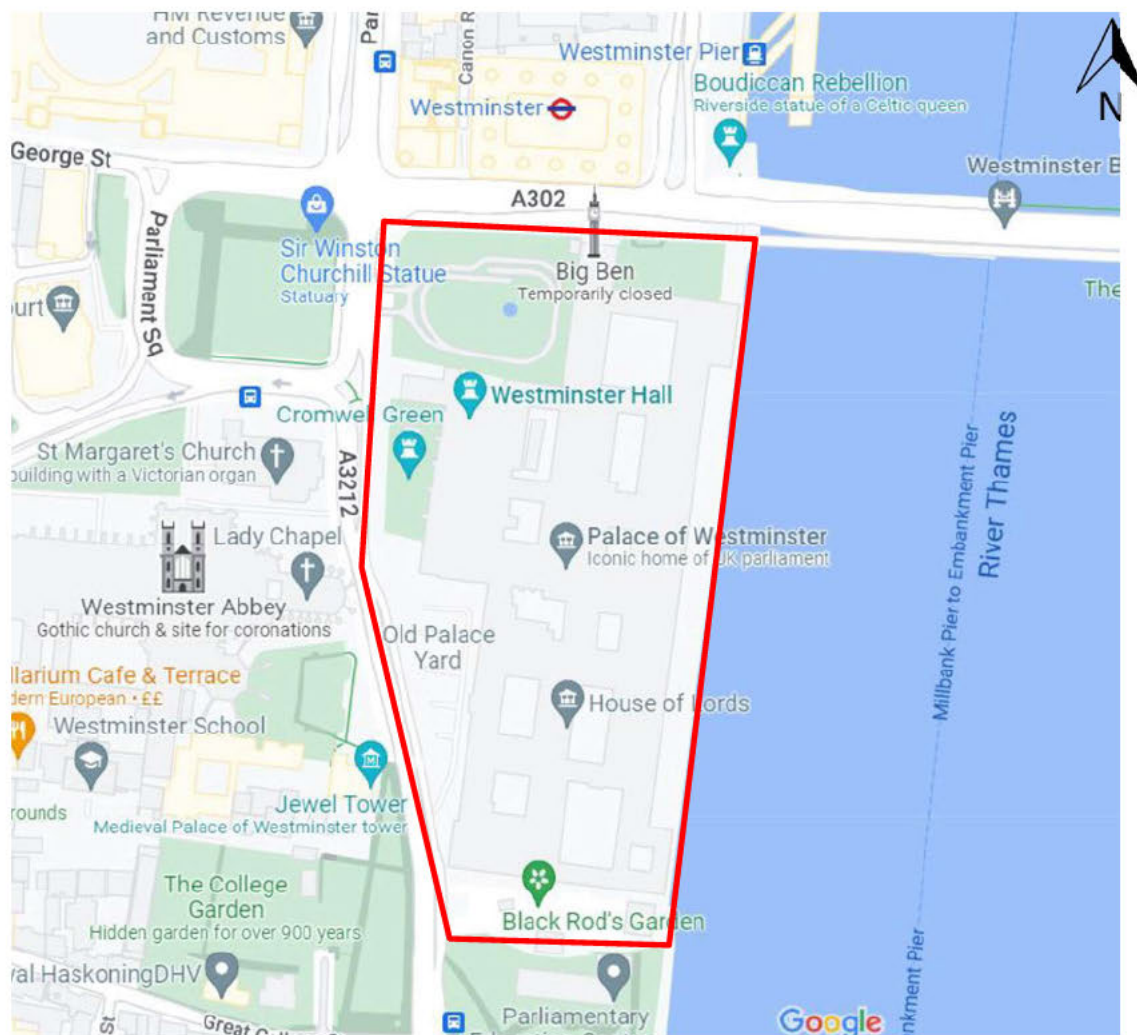 HM Revenue
and Customs
Canon R
Westminster Pier
Boudiccan Rebellion
Riverside statue of a Celtic queen
N
Westminster
George St
Westminster B
A302
Parliament Sq
Sir Winston
Churchill Statue
Statuary
Big Ben
Temporarily closed
The
ourt
Westminster Hall
Cromwell Green
St Margaret's Church
building with a Victorian organ
A3212
River Thames
Millbank Pier to Embankment Pier
Lady Chapel
Palace of Westminster
Iconic home of UK parliament
Westminster Abbey
Gothic church & site for coronations
Old Palace
Yard
llarium Cafe & Terrace
dern European • ££
House of Lords
Westminster School
Jewel Tower
Medieval Palace of Westminster tower
rounds
The College
Garden
Hidden garden for over 900 years
Black Rod's Garden
val HaskoningDHV
Parliamentary
nkment Pier
St
Google